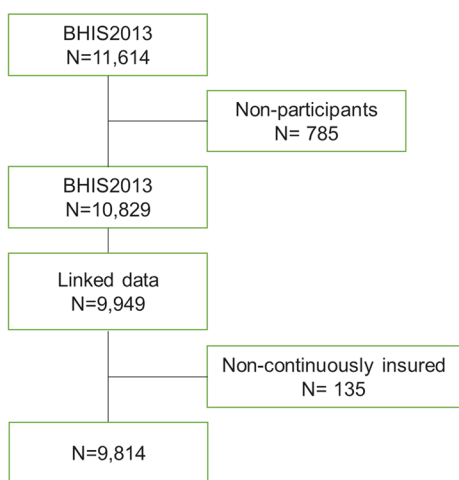 BHIS2013
N=11,614
Non-participants
N= 785
BHIS2013
N=10,829
Linked data
N=9,949
Non-continuously insured
N= 135
N=9,814